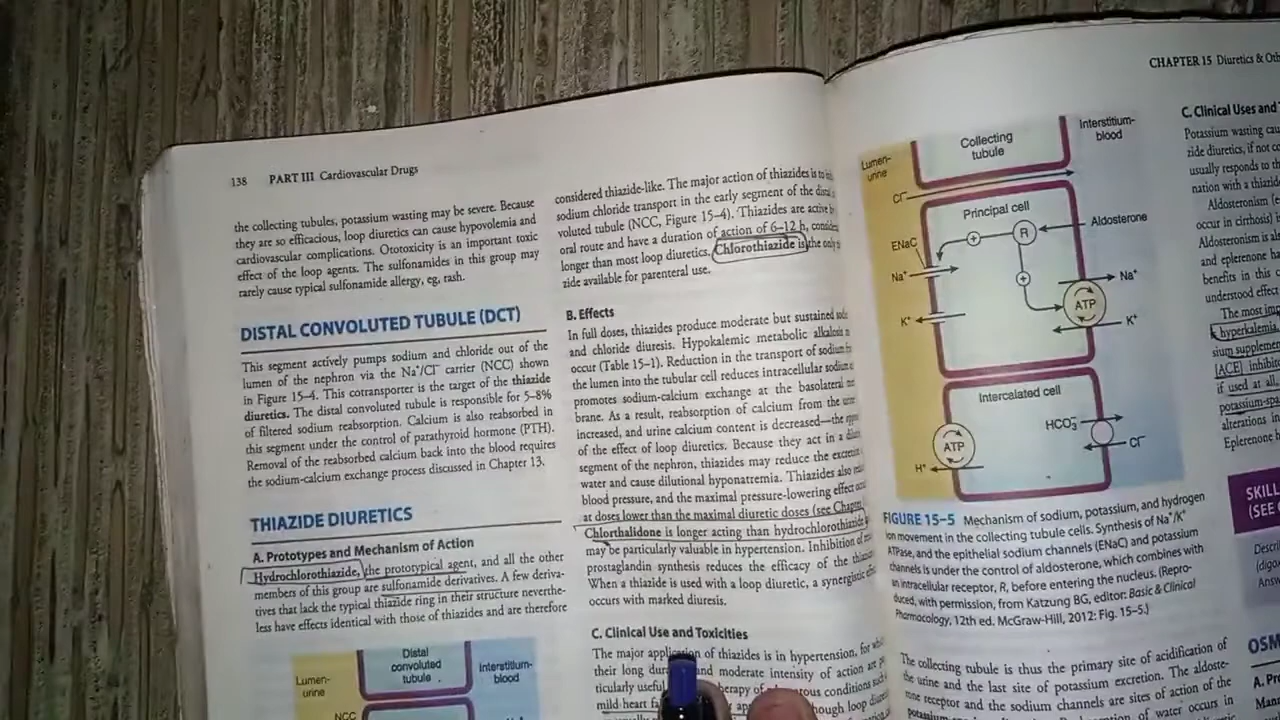 138 PART III Cardiovascular Drugs
the collecting tubules, potassium wasting may be severe. Because
they are so efficacious, loop diuretics can cause hypovolemia and
cardiovascular complications. Ototoxicity is an important toxic
effect of the loop agents. The sulfonamides in this group may
rarely cause typical sulfonamide allergy, eg, rash.
DISTAL CONVOLUTED TUBULE (DCT)
This segment actively pumps sodium and chloride out of the
lumen of the nephron via the Na⁺/Cl⁻ carrier (NCC) shown
in Figure 15–4. This cotransporter is the target of the thiazide
diuretics. The distal convoluted tubule is responsible for 5–8%
of filtered sodium reabsorption. Calcium is also reabsorbed in
this segment under the control of parathyroid hormone (PTH).
Removal of the reabsorbed calcium back into the blood requires
the sodium-calcium exchange process discussed in Chapter 13.
THIAZIDE DIURETICS
A. Prototypes and Mechanism of Action
Hydrochlorothiazide, the prototypical agent, and all the other
members of this group are sulfonamide derivatives. A few deriva-
tives that lack the typical thiazide ring in their structure neverthe-
less have effects identical with those of thiazides and are therefore
Lumen-
urine
Distal
convoluted
tubule
Interstitium-
blood
NCC
considered thiazide-like. The major action of thiazides is to
sodium chloride transport in the early segment of the
voluted tubule (NCC, Figure 15–4). Thiazides are active
oral route and have a duration of action of 6–12 h,
longer than most loop diuretics. Chlorothiazide is the only
zide available for parenteral use.
B. Effects
In full doses, thiazides produce moderate but sustained
and chloride diuresis. Hypokalemic metabolic alkalosis
occur (Table 15–1). Reduction in the transport of sodium
the lumen into the tubular cell reduces intracellular sodium
promotes sodium-calcium exchange at the basolateral
brane. As a result, reabsorption of calcium from the
increased, and urine calcium content is decreased—the
of the effect of loop diuretics. Because they act in a
segment of the nephron, thiazides may reduce the
water and cause dilutional hyponatremia. Thiazides also
blood pressure, and the maximal pressure-lowering effect
at doses lower than the maximal diuretic doses (see
Chlorthalidone is longer acting than hydrochlorothiazide
may be particularly valuable in hypertension. Inhibition of
prostaglandin synthesis reduces the efficacy of the
When a thiazide is used with a loop diuretic, a synergistic
occurs with marked diuresis.
C. Clinical Use and Toxicities
The major application of thiazides is in hypertension, for
their long and moderate intensity of action are
ticularly useful conditions
mild heart loop
CHAPTER 15 Diuretics &
Lumen-
urine
Collecting
tubule
Interstitium-
blood
Cl⁻
Principal cell
R
Aldosterone
+
ENaC
Na⁺
+
Na⁺
ATP
K⁺
K⁺
Intercalated cell
HCO₃⁻
ATP
Cl⁻
H⁺
FIGURE 15–5 Mechanism of sodium, potassium, and hydrogen
ion movement in the collecting tubule cells. Synthesis of Na⁺/K⁺
ATPase, and the epithelial sodium channels (ENaC) and potassium
channels is under the control of aldosterone, which combines with
an intracellular receptor, R, before entering the nucleus. (Repro-
duced, with permission, from Katzung BG, editor: Basic & Clinical
Pharmacology, 12th ed. McGraw-Hill, 2012: Fig. 15–5.)
The collecting tubule is thus the primary site of acidification of
the urine and the last site of potassium excretion. The aldoste-
rone receptor and the sodium channels are sites of action of the
of water occurs in
C. Clinical Uses and
Potassium wasting
zide diuretics, if not
usually responds to
nation with a
Aldosteronism
occur in cirrhosis)
Aldosteronism is
and eplerenone
benefits in this
understood
The most
hyperkalemia
sium
[ACE]
if used at all,
alterations in
Eplerenone
SKILL
(SEE